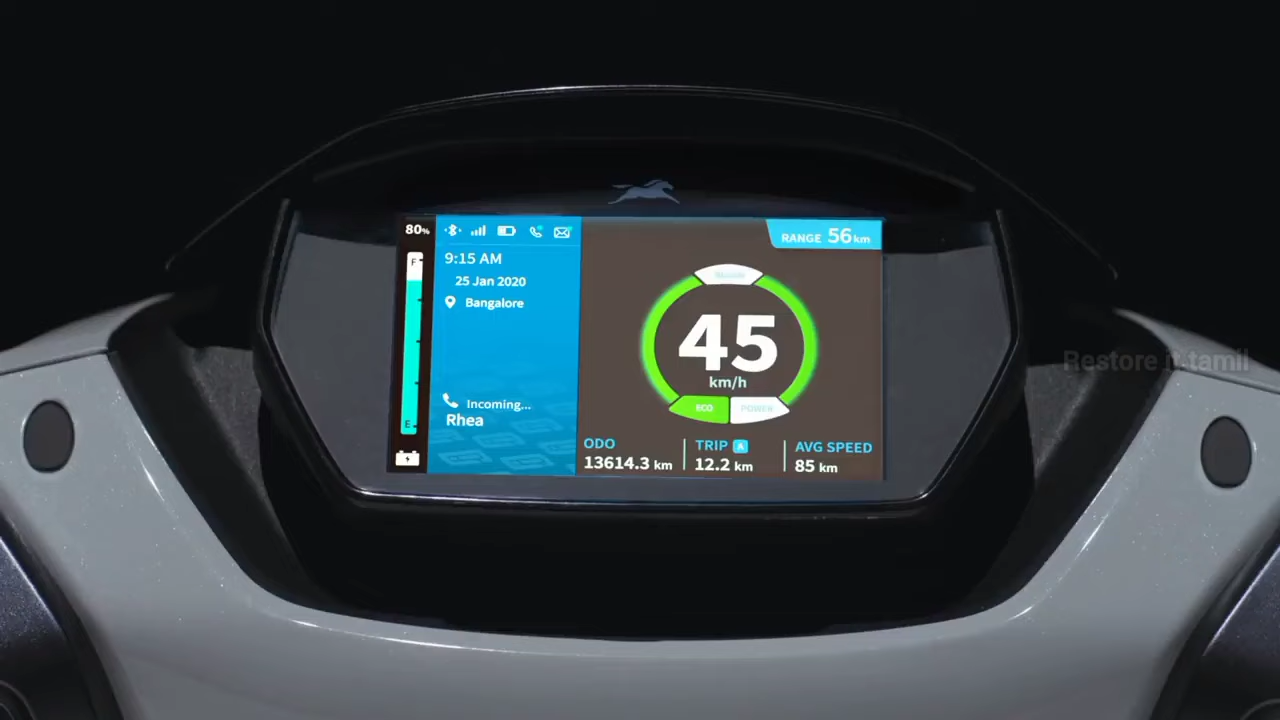 80%
F
E
9:15 AM
25 Jan 2020
Bangalore
Incoming...
Rhea
RANGE 56 km
45
km/h
ECO
POWER
ODO
13614.3 km
TRIP A
12.2 km
AVG SPEED
85 km
Restore it tamil